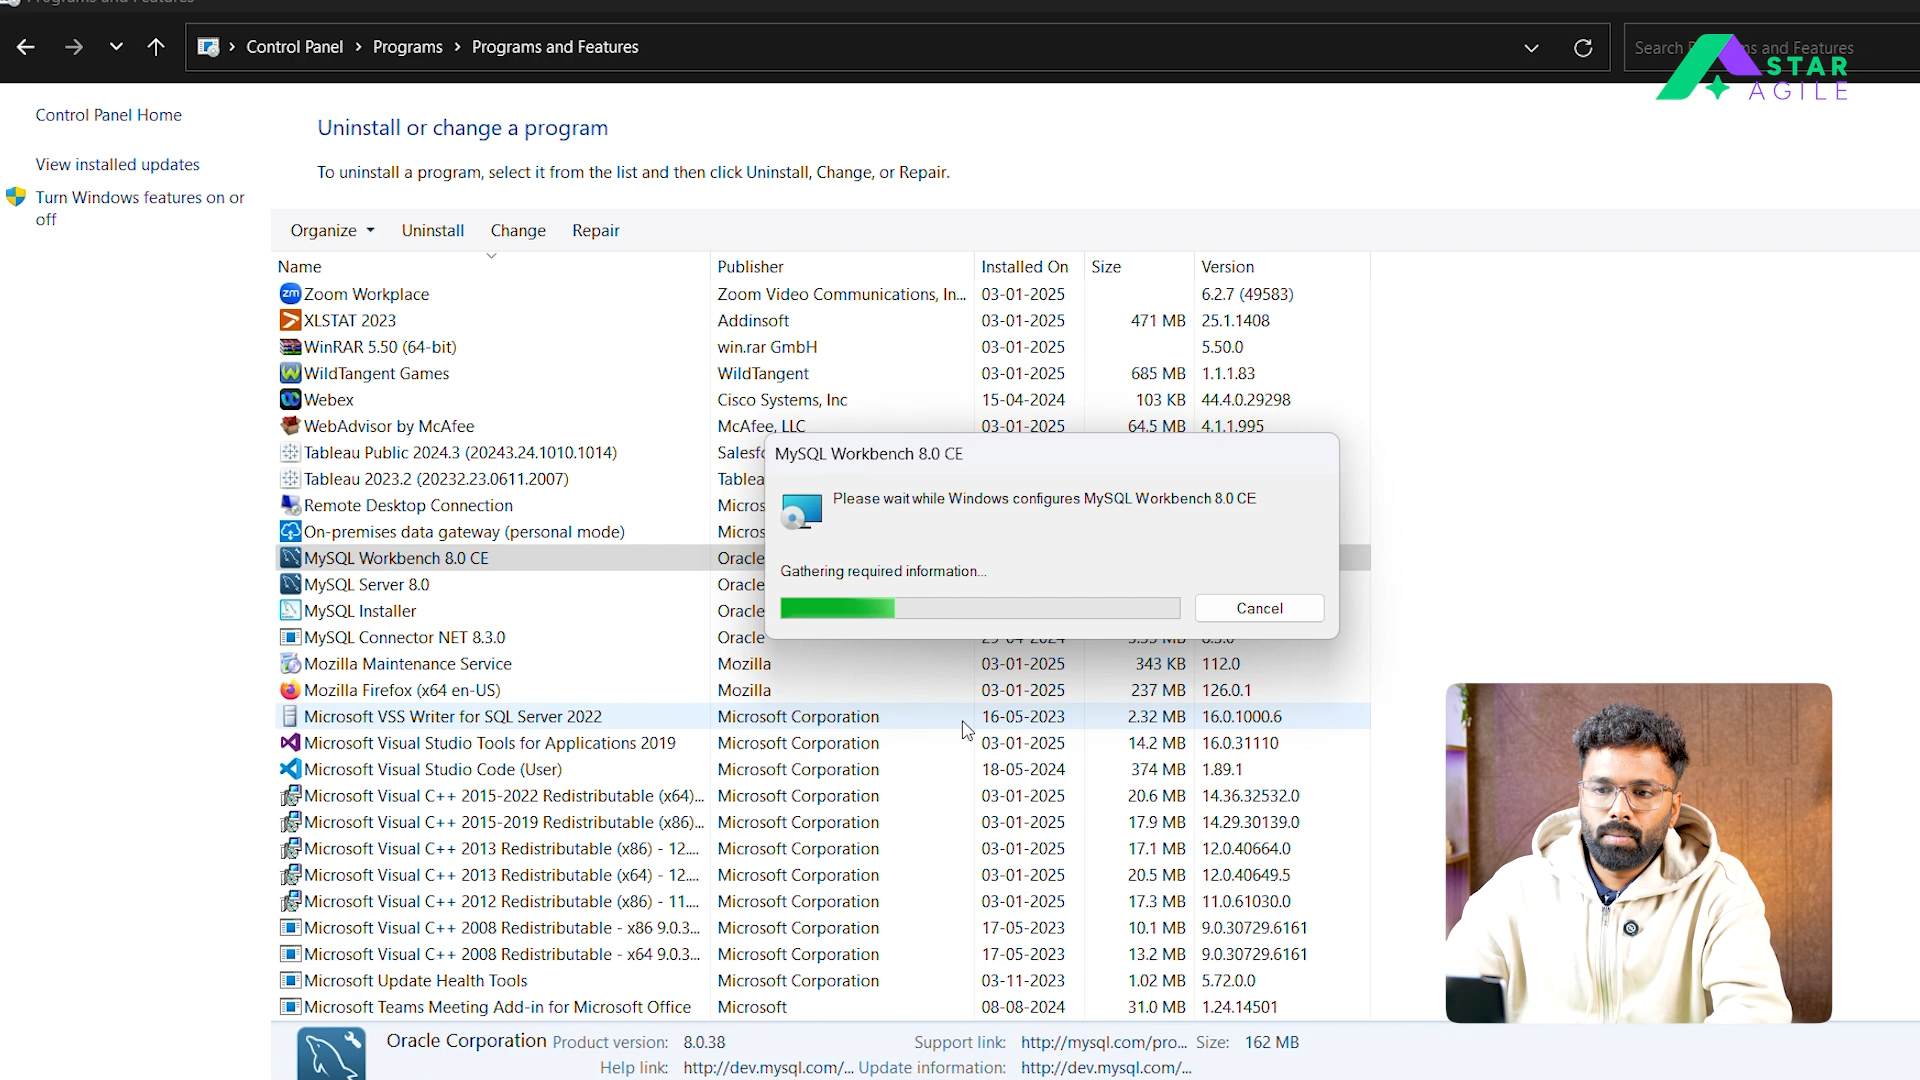 Control Panel > Programs > Programs and Features
STAR
AGILE
Control Panel Home
View installed updates
Turn Windows features on or
off
Uninstall or change a program
To uninstall a program, select it from the list and then click Uninstall, Change, or Repair.
Organize Uninstall Change Repair
Name Publisher Installed On Size Version
Zoom Workplace Zoom Video Communications, In... 03-01-2025 6.2.7 (49583)
XLSTAT 2023 Addinsoft 03-01-2025 471 MB 25.1.1408
WinRAR 5.50 (64-bit) win.rar GmbH 03-01-2025 5.50.0
WildTangent Games WildTangent 03-01-2025 685 MB 1.1.1.83
Webex Cisco Systems, Inc 15-04-2024 103 KB 44.4.0.29298
WebAdvisor by McAfee McAfee, LLC 03-01-2025 64.5 MB 4.1.1.995
Tableau Public 2024.3 (20243.24.1010.1014)
Tableau 2023.2 (20232.23.0611.2007)
Remote Desktop Connection
On-premises data gateway (personal mode)
MySQL Workbench 8.0 CE Oracle
MySQL Server 8.0 Oracle
MySQL Installer Oracle
MySQL Connector NET 8.3.0 Oracle
MySQL Workbench 8.0 CE
Please wait while Windows configures MySQL Workbench 8.0 CE
Gathering required information...
Cancel
Mozilla Maintenance Service Mozilla 03-01-2025 343 KB 112.0
Mozilla Firefox (x64 en-US) Mozilla 03-01-2025 237 MB 126.0.1
Microsoft VSS Writer for SQL Server 2022 Microsoft Corporation 16-05-2023 2.32 MB 16.0.1000.6
Microsoft Visual Studio Tools for Applications 2019 Microsoft Corporation 03-01-2025 14.2 MB 16.0.31110
Microsoft Visual Studio Code (User) Microsoft Corporation 18-05-2024 374 MB 1.89.1
Microsoft Visual C++ 2015-2022 Redistributable (x64)... Microsoft Corporation 03-01-2025 20.6 MB 14.36.32532.0
Microsoft Visual C++ 2015-2019 Redistributable (x86)... Microsoft Corporation 03-01-2025 17.9 MB 14.29.30139.0
Microsoft Visual C++ 2013 Redistributable (x86) - 12.... Microsoft Corporation 03-01-2025 17.1 MB 12.0.40664.0
Microsoft Visual C++ 2013 Redistributable (x64) - 12.... Microsoft Corporation 03-01-2025 20.5 MB 12.0.40649.5
Microsoft Visual C++ 2012 Redistributable (x86) - 11.... Microsoft Corporation 03-01-2025 17.3 MB 11.0.61030.0
Microsoft Visual C++ 2008 Redistributable - x86 9.0.3... Microsoft Corporation 17-05-2023 10.1 MB 9.0.30729.6161
Microsoft Visual C++ 2008 Redistributable - x64 9.0.3... Microsoft Corporation 17-05-2023 13.2 MB 9.0.30729.6161
Microsoft Update Health Tools Microsoft Corporation 03-11-2023 1.02 MB 5.72.0.0
Microsoft Teams Meeting Add-in for Microsoft Office Microsoft 08-08-2024 31.0 MB 1.24.14501
Oracle Corporation Product version: 8.0.38 Support link: http://mysql.com/pro... Size: 162 MB
Help link: http://dev.mysql.com/... Update information: http://dev.mysql.com/...